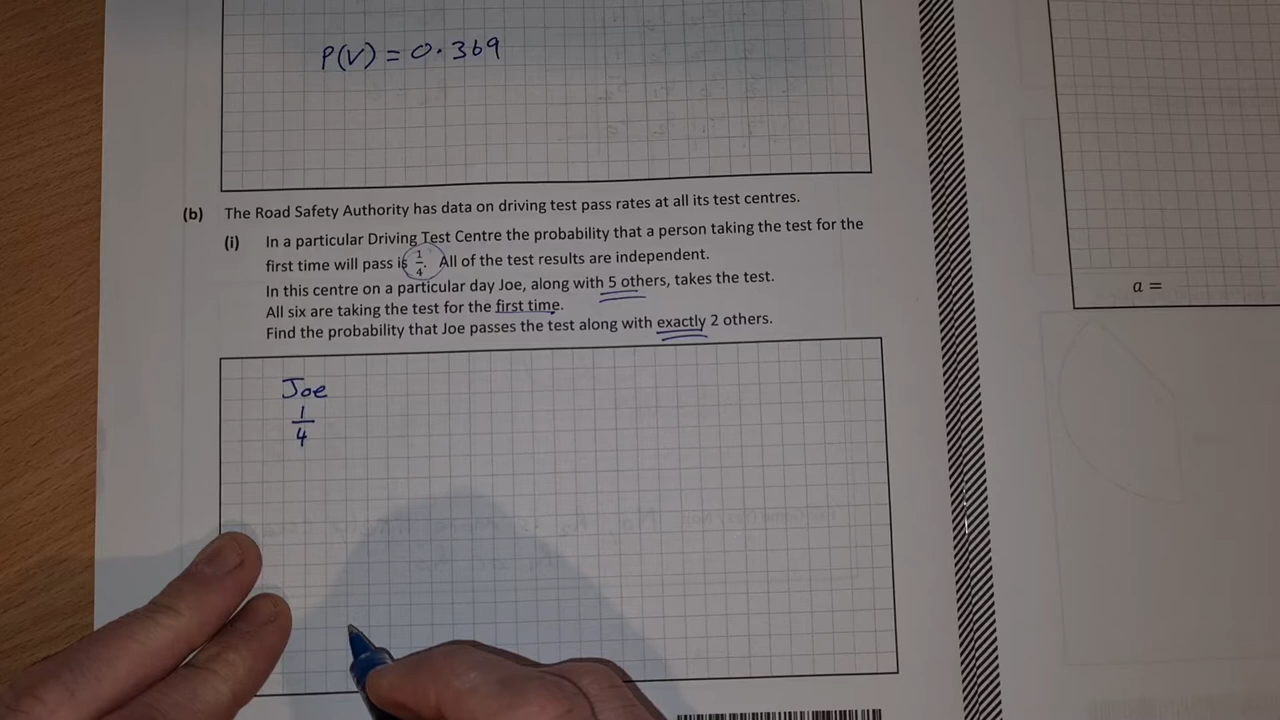 P(V) = 0.369
(b) The Road Safety Authority has data on driving test pass rates at all its test centres.
(i) In a particular Driving Test Centre the probability that a person taking the test for the
first time will pass is 1/4. All of the test results are independent.
In this centre on a particular day Joe, along with 5 others, takes the test.
All six are taking the test for the first time.
Find the probability that Joe passes the test along with exactly 2 others.
Joe
1/4
a =